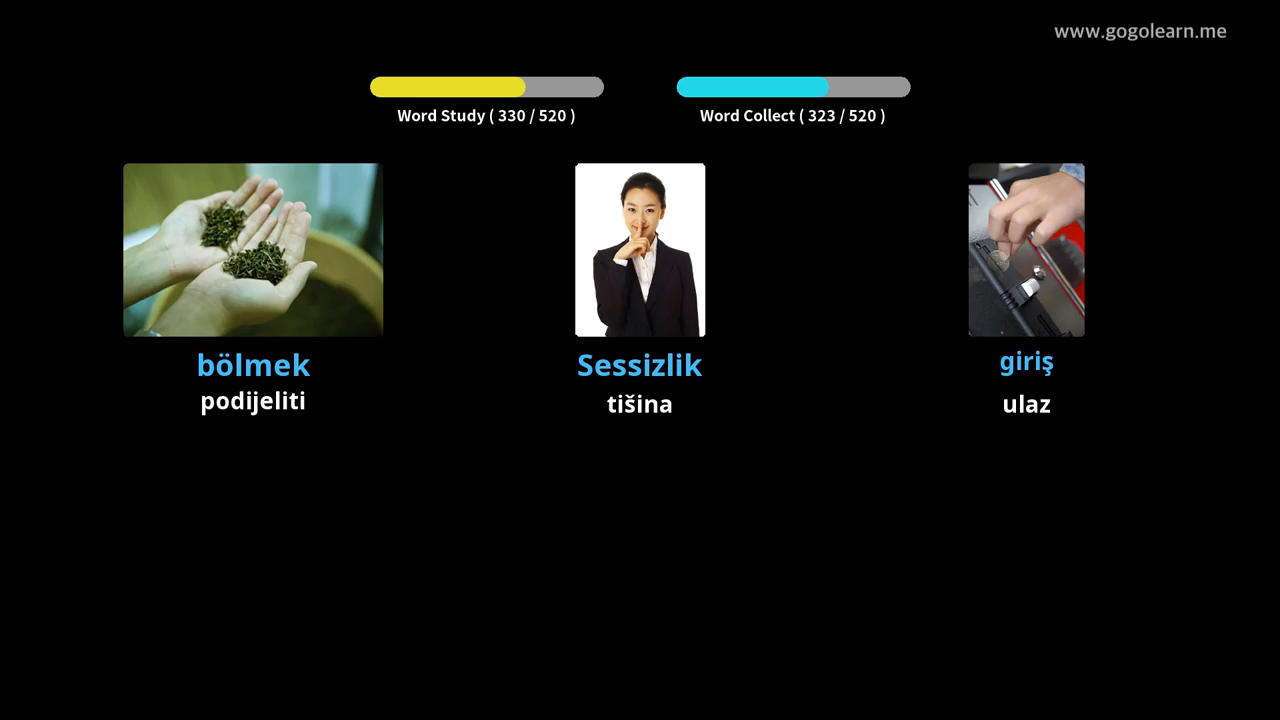 www.gogolearn.me
Word Study ( 330 / 520 )
Word Collect ( 323 / 520 )
bölmek
podijeliti
Sessizlik
tišina
giriş
ulaz